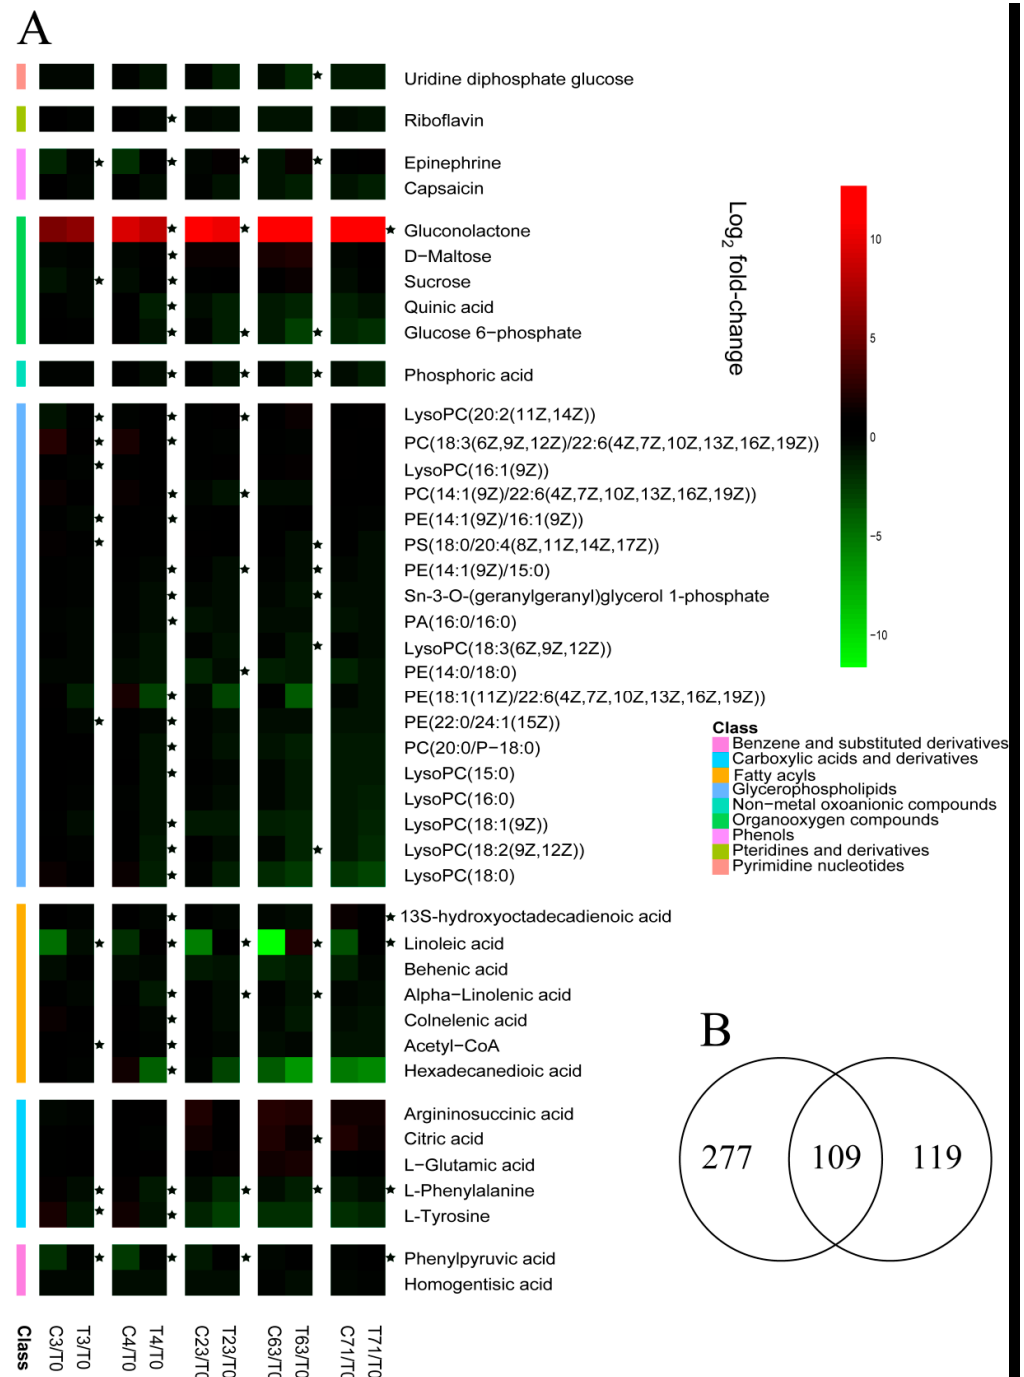 A
Uridine diphosphate glucose
Riboflavin
Epinephrine
Capsaicin
Gluconolactone
D−Maltose
Sucrose
Quinic acid
Glucose 6−phosphate
Phosphoric acid
LysoPC(20:2(11Z,14Z))
PC(18:3(6Z,9Z,12Z)/22:6(4Z,7Z,10Z,13Z,16Z,19Z))
LysoPC(16:1(9Z))
PC(14:1(9Z)/22:6(4Z,7Z,10Z,13Z,16Z,19Z))
PE(14:1(9Z)/16:1(9Z))
PS(18:0/20:4(8Z,11Z,14Z,17Z))
PE(14:1(9Z)/15:0)
Sn-3-O-(geranylgeranyl)glycerol 1-phosphate
PA(16:0/16:0)
LysoPC(18:3(6Z,9Z,12Z))
PE(14:0/18:0)
PE(18:1(11Z)/22:6(4Z,7Z,10Z,13Z,16Z,19Z))
PE(22:0/24:1(15Z))
PC(20:0/P−18:0)
LysoPC(15:0)
LysoPC(16:0)
LysoPC(18:1(9Z))
LysoPC(18:2(9Z,12Z))
LysoPC(18:0)
13S-hydroxyoctadecadienoic acid
Linoleic acid
Behenic acid
Alpha−Linolenic acid
Colnelenic acid
Acetyl−CoA
Hexadecanedioic acid
Argininosuccinic acid
Citric acid
L−Glutamic acid
L-Phenylalanine
L-Tyrosine
Phenylpyruvic acid
Homogentisic acid
Class
C3/T0
T3/T0
C4/T0
T4/T0
C23/T0
T23/T0
C63/T0
T63/T0
C71/T0
T71/T0
Log2 fold-change
10
5
0
−5
−10
Class
Benzene and substituted derivatives
Carboxylic acids and derivatives
Fatty acyls
Glycerophospholipids
Non−metal oxoanionic compounds
Organooxygen compounds
Phenols
Pteridines and derivatives
Pyrimidine nucleotides
B
277 109 119